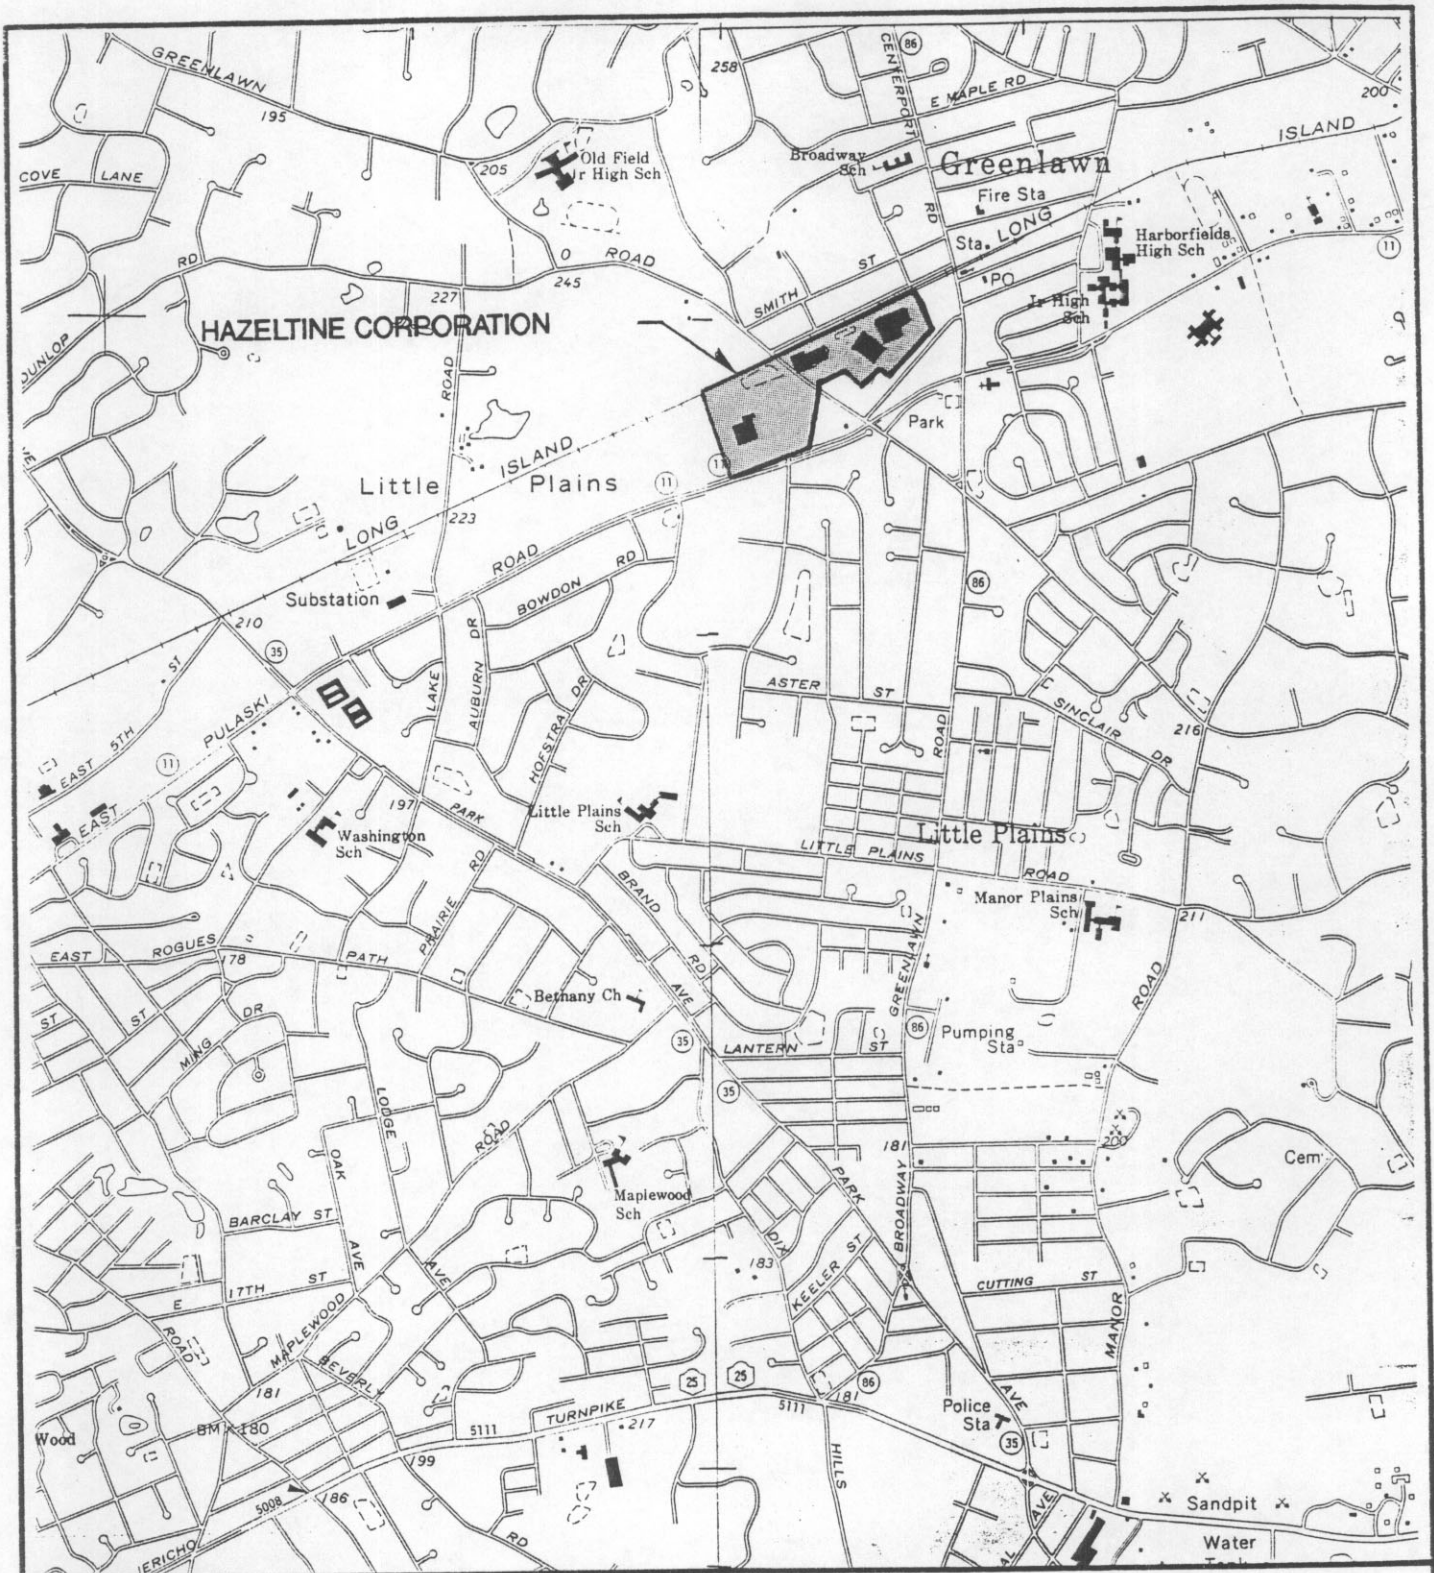 GREENLAWN
195
258
CENTERPORT
86
E MAPLE RD
200
ISLAND
205
Old Field
Jr High Sch
Broadway
Sch
Greenlawn
COVE LANE
Fire Sta
RD
LONG
Sta.
Harborfields
High Sch
11
RD
ROAD
245
ST
PO
227
SMITH
Jr High
Sch
HAZELTINE CORPORATION
DUNLOP
ROAD
Park
ISLAND
Little Plains
11
11
LONG
223
ROAD
RD
BOWDON
86
Substation
210
DR
35
ST
ASTER ST
LAKE
AUBURN
HOFSTRA DR
SINCLAIR DR
216
PULASKI
5TH
EAST
11
ROAD
EAST
197
PARK
Little Plains
Sch
Washington
Sch
Little Plains
LITTLE PLAINS
ROAD
RD
PRAIRIE
BRAND
RD
Manor Plains
Sch
211
EAST ROGUES PATH
178
GREENLAWN
AVE
ROAD
Bethany Ch
ST
ST
DR
MING
86
Pumping
Sta
35
LANTERN ST
35
LODGE
ROAD
OAK
181
200
Cem
PARK
Maplewood
Sch
BROADWAY
BARCLAY ST
AVE
AVE
DIX
183
KEELER ST
CUTTING ST
E 17TH ST
MAPLEWOOD
ROAD
MANOR
BEVERLY
25
25
86
181
181
5111
AVE
Police
Sta
TURNPIKE
217
5111
BM X 180
Wood
35
199
HILLS
186
5008
AVE
Sandpit
RD
JERICHO
Water